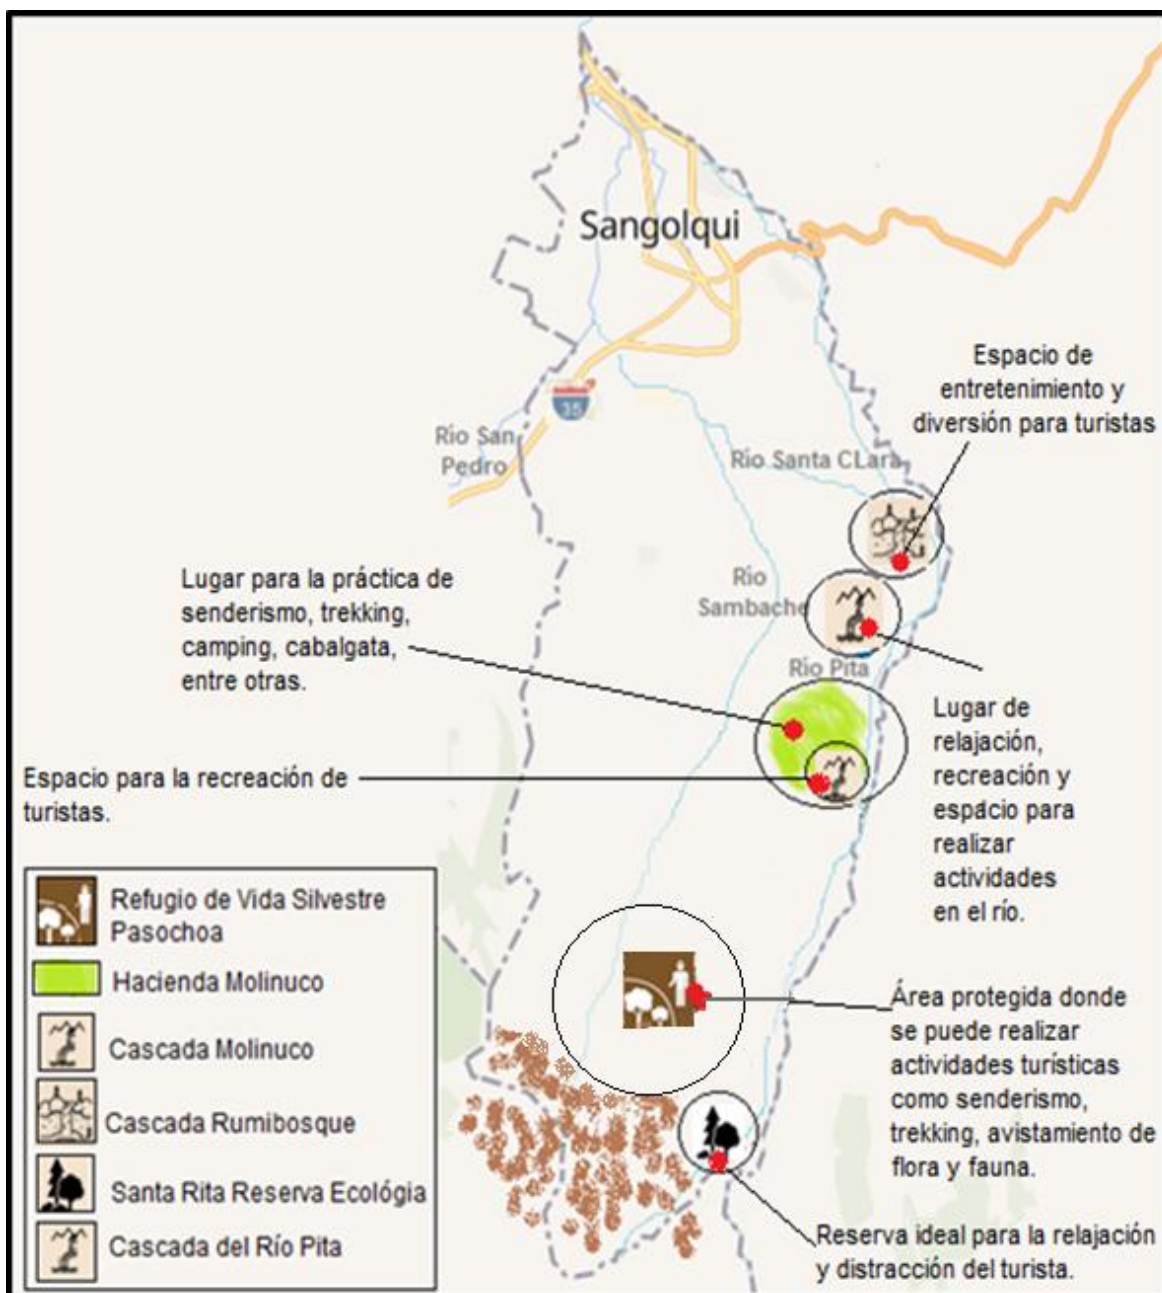 Sangolqui
Espacio de
entretenimiento y
diversión para turistas
35
Río San
Pedro
Río Santa CLara
Lugar para la práctica de
senderismo, trekking,
camping, cabalgata,
entre otras.
Río
Sambache
Río Pita
Lugar de
relajación,
recreación y
espacio para
realizar
actividades
en el río.
Espacio para la recreación de
turistas.
Refugio de Vida Silvestre
Pasochoa
Hacienda Molinuco
Cascada Molinuco
Cascada Rumibosque
Santa Rita Reserva Ecológia
Cascada del Río Pita
Área protegida donde
se puede realizar
actividades turísticas
como senderismo,
trekking, avistamiento de
flora y fauna.
Reserva ideal para la relajación
y distracción del turista.